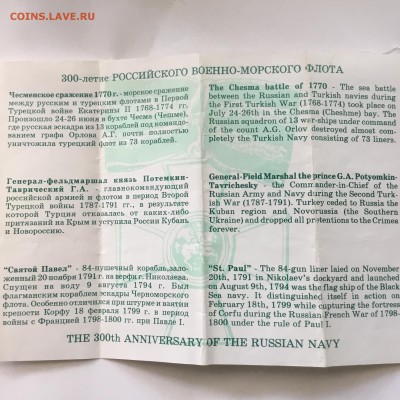 COINS.LAVE.RU
300-летие РОССИЙСКОГО ВОЕННО-МОРСКОГО ФЛОТА
Чесменское сражение 1770 г. - морское сражение
между русским и турецким флотами в Первой
Турецкой войне Екатерины II 1768-1774 гг.
Произошло 24-26 июня в бухте Чесма (Чешме),
где русская эскадра из 13 кораблей под командо-
ванием графа Орлова А.Г. почти полностью
уничтожила турецкий флот из 73 кораблей.
The Chesma battle of 1770 - The sea battle
between the Russian and Turkish navies during
the First Turkish War (1768-1774) took place on
July 24-26th in the Chesma (Cheshme) bay. The
Russian squadron of 13 war-ships under command
of the count A.G. Orlov destroyed almost com-
pletely the Turkish Navy consisting of 73 liners.
Генерал-фельдмаршал князь Потемкин-
Таврический Г.А. - главнокомандующий
российской армией и флотом в период Второй
Турецкой войны 1787-1791 гг., в результате
которой Турция отказалась от каких-либо
притязаний на Крым и уступила России Кубань
и Новороссию.
General-Field Marshal the prince G.A. Potyomkin-
Tavrichesky - the Commander-in-Chief of the
Russian Army and Navy during the Second Turk-
ish War (1787-1791). Turkey ceded to Russia the
Kuban region and Novorussia (Southern
Ukraine) and dropped all pretentions to the Crimea
forever.
"Святой Павел" - 84-пушечный корабль, зало-
женный 20 ноября 1791 г. на верфи г. Николаева.
Спущен на воду 9 августа 1794 г. Был
флагманским кораблем эскадры Черноморского
флота. Особенно отличился при штурме и взятии
крепости Корфу 18 февраля 1799 г. в период
войны с Францией 1798-1800 гг. при Павле I.
"St. Paul" - The 84-gun liner laied on November
20th, 1791 in Nikolaev's dockyard and launched
on August 9th, 1794 was the flag ship of the Black
Sea navy. It distinguished itself in action on
February 18th, 1799 while capturing the fortress
of Corfu during Russian-French War of 1798-
1800 under the rule of Paul I.
THE 300th ANNIVERSARY OF THE RUSSIAN NAVY